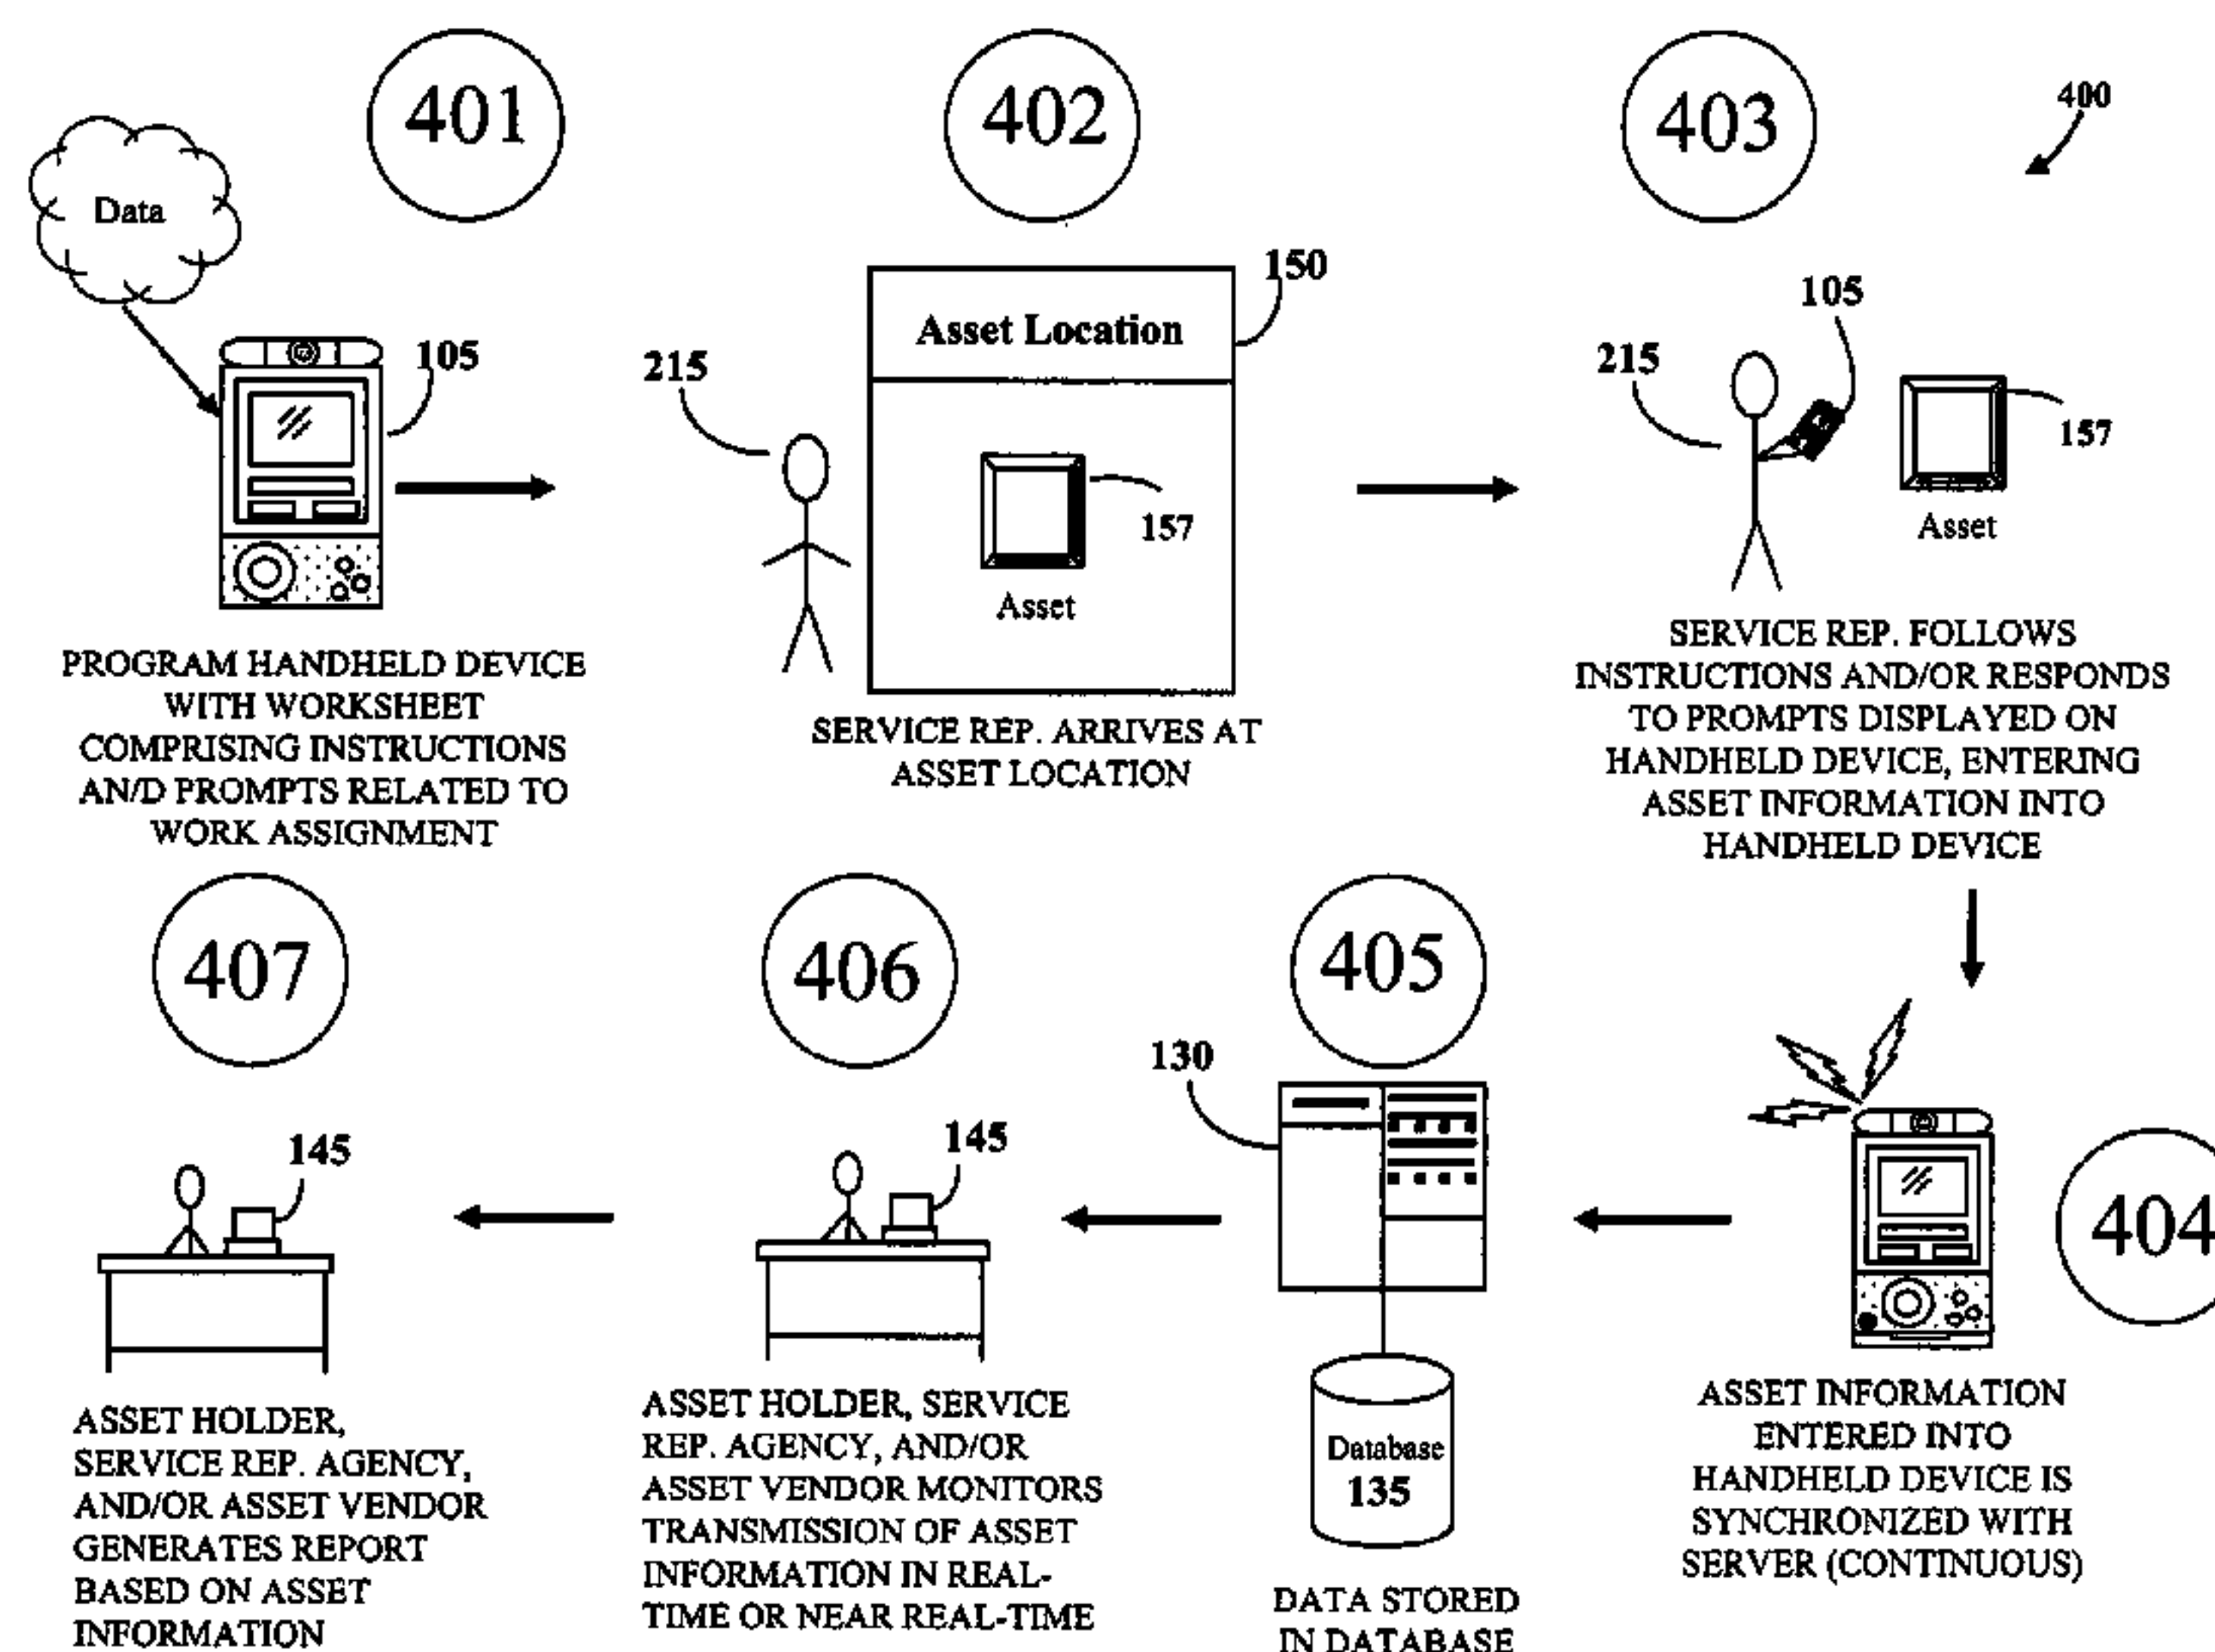 401
402
403
400
Data
105
215
Asset Location
150
157
Asset
215
105
157
Asset
PROGRAM HANDHELD DEVICE
WITH WORKSHEET
COMPRISING INSTRUCTIONS
AN/D PROMPTS RELATED TO
WORK ASSIGNMENT
SERVICE REP. ARRIVES AT
ASSET LOCATION
SERVICE REP. FOLLOWS
INSTRUCTIONS AND/OR RESPONDS
TO PROMPTS DISPLAYED ON
HANDHELD DEVICE, ENTERING
ASSET INFORMATION INTO
HANDHELD DEVICE
407
406
405
404
145
145
130
Database
135
ASSET HOLDER,
SERVICE REP. AGENCY,
AND/OR ASSET VENDOR
GENERATES REPORT
BASED ON ASSET
INFORMATION
ASSET HOLDER, SERVICE
REP. AGENCY, AND/OR
ASSET VENDOR MONITORS
TRANSMISSION OF ASSET
INFORMATION IN REAL-
TIME OR NEAR REAL-TIME
DATA STORED
IN DATABASE
ASSET INFORMATION
ENTERED INTO
HANDHELD DEVICE IS
SYNCHRONIZED WITH
SERVER (CONTINUOUS)